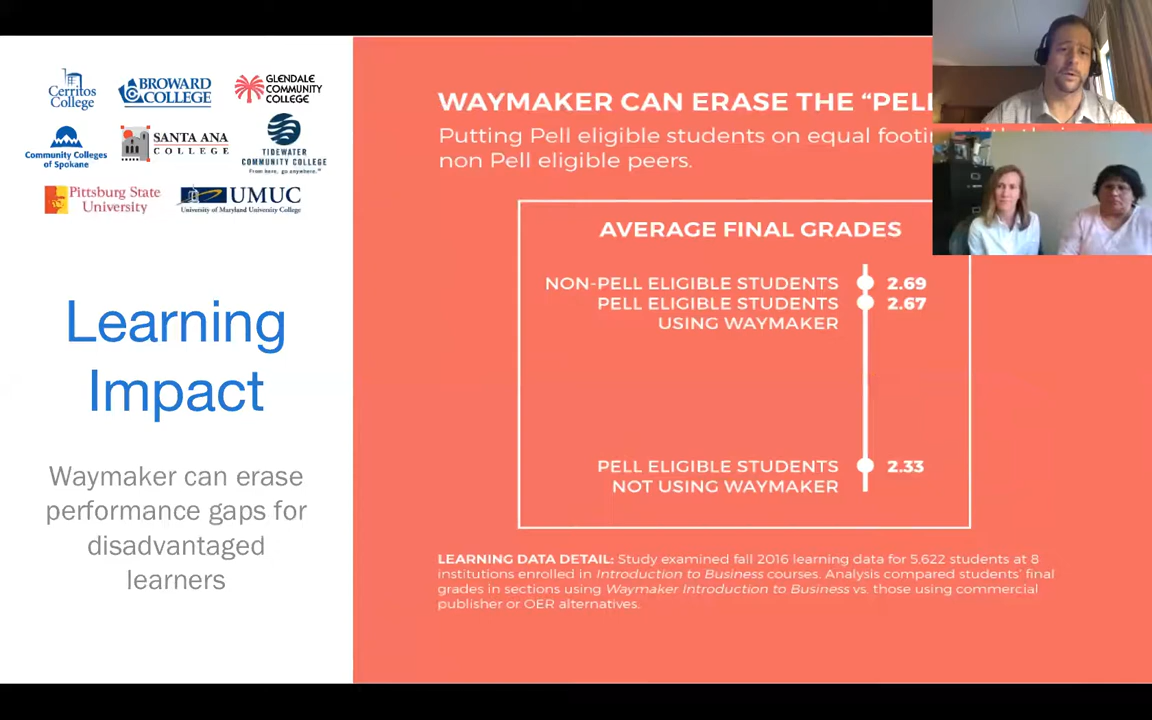 Cerritos
College
BROWARD
COLLEGE
GLENDALE
COMMUNITY
COLLEGE
Community Colleges
of Spokane
SANTA ANA
COLLEGE
TIDEWATER
COMMUNITY COLLEGE
From here, go anywhere.™
Pittsburg State
University
UMUC
University of Maryland University College
Learning
Impact
Waymaker can erase
performance gaps for
disadvantaged
learners
WAYMAKER CAN ERASE THE “PELL
Putting Pell eligible students on equal
non Pell eligible peers.
AVERAGE FINAL GRADES
NON-PELL ELIGIBLE STUDENTS 2.69
PELL ELIGIBLE STUDENTS 2.67
USING WAYMAKER
PELL ELIGIBLE STUDENTS 2.33
NOT USING WAYMAKER
LEARNING DATA DETAIL: Study examined fall 2016 learning data for 5,622 students at 8
institutions enrolled in Introduction to Business courses. Analysis compared students’ final
grades in sections using Waymaker Introduction to Business vs. those using commercial
publisher or OER alternatives.